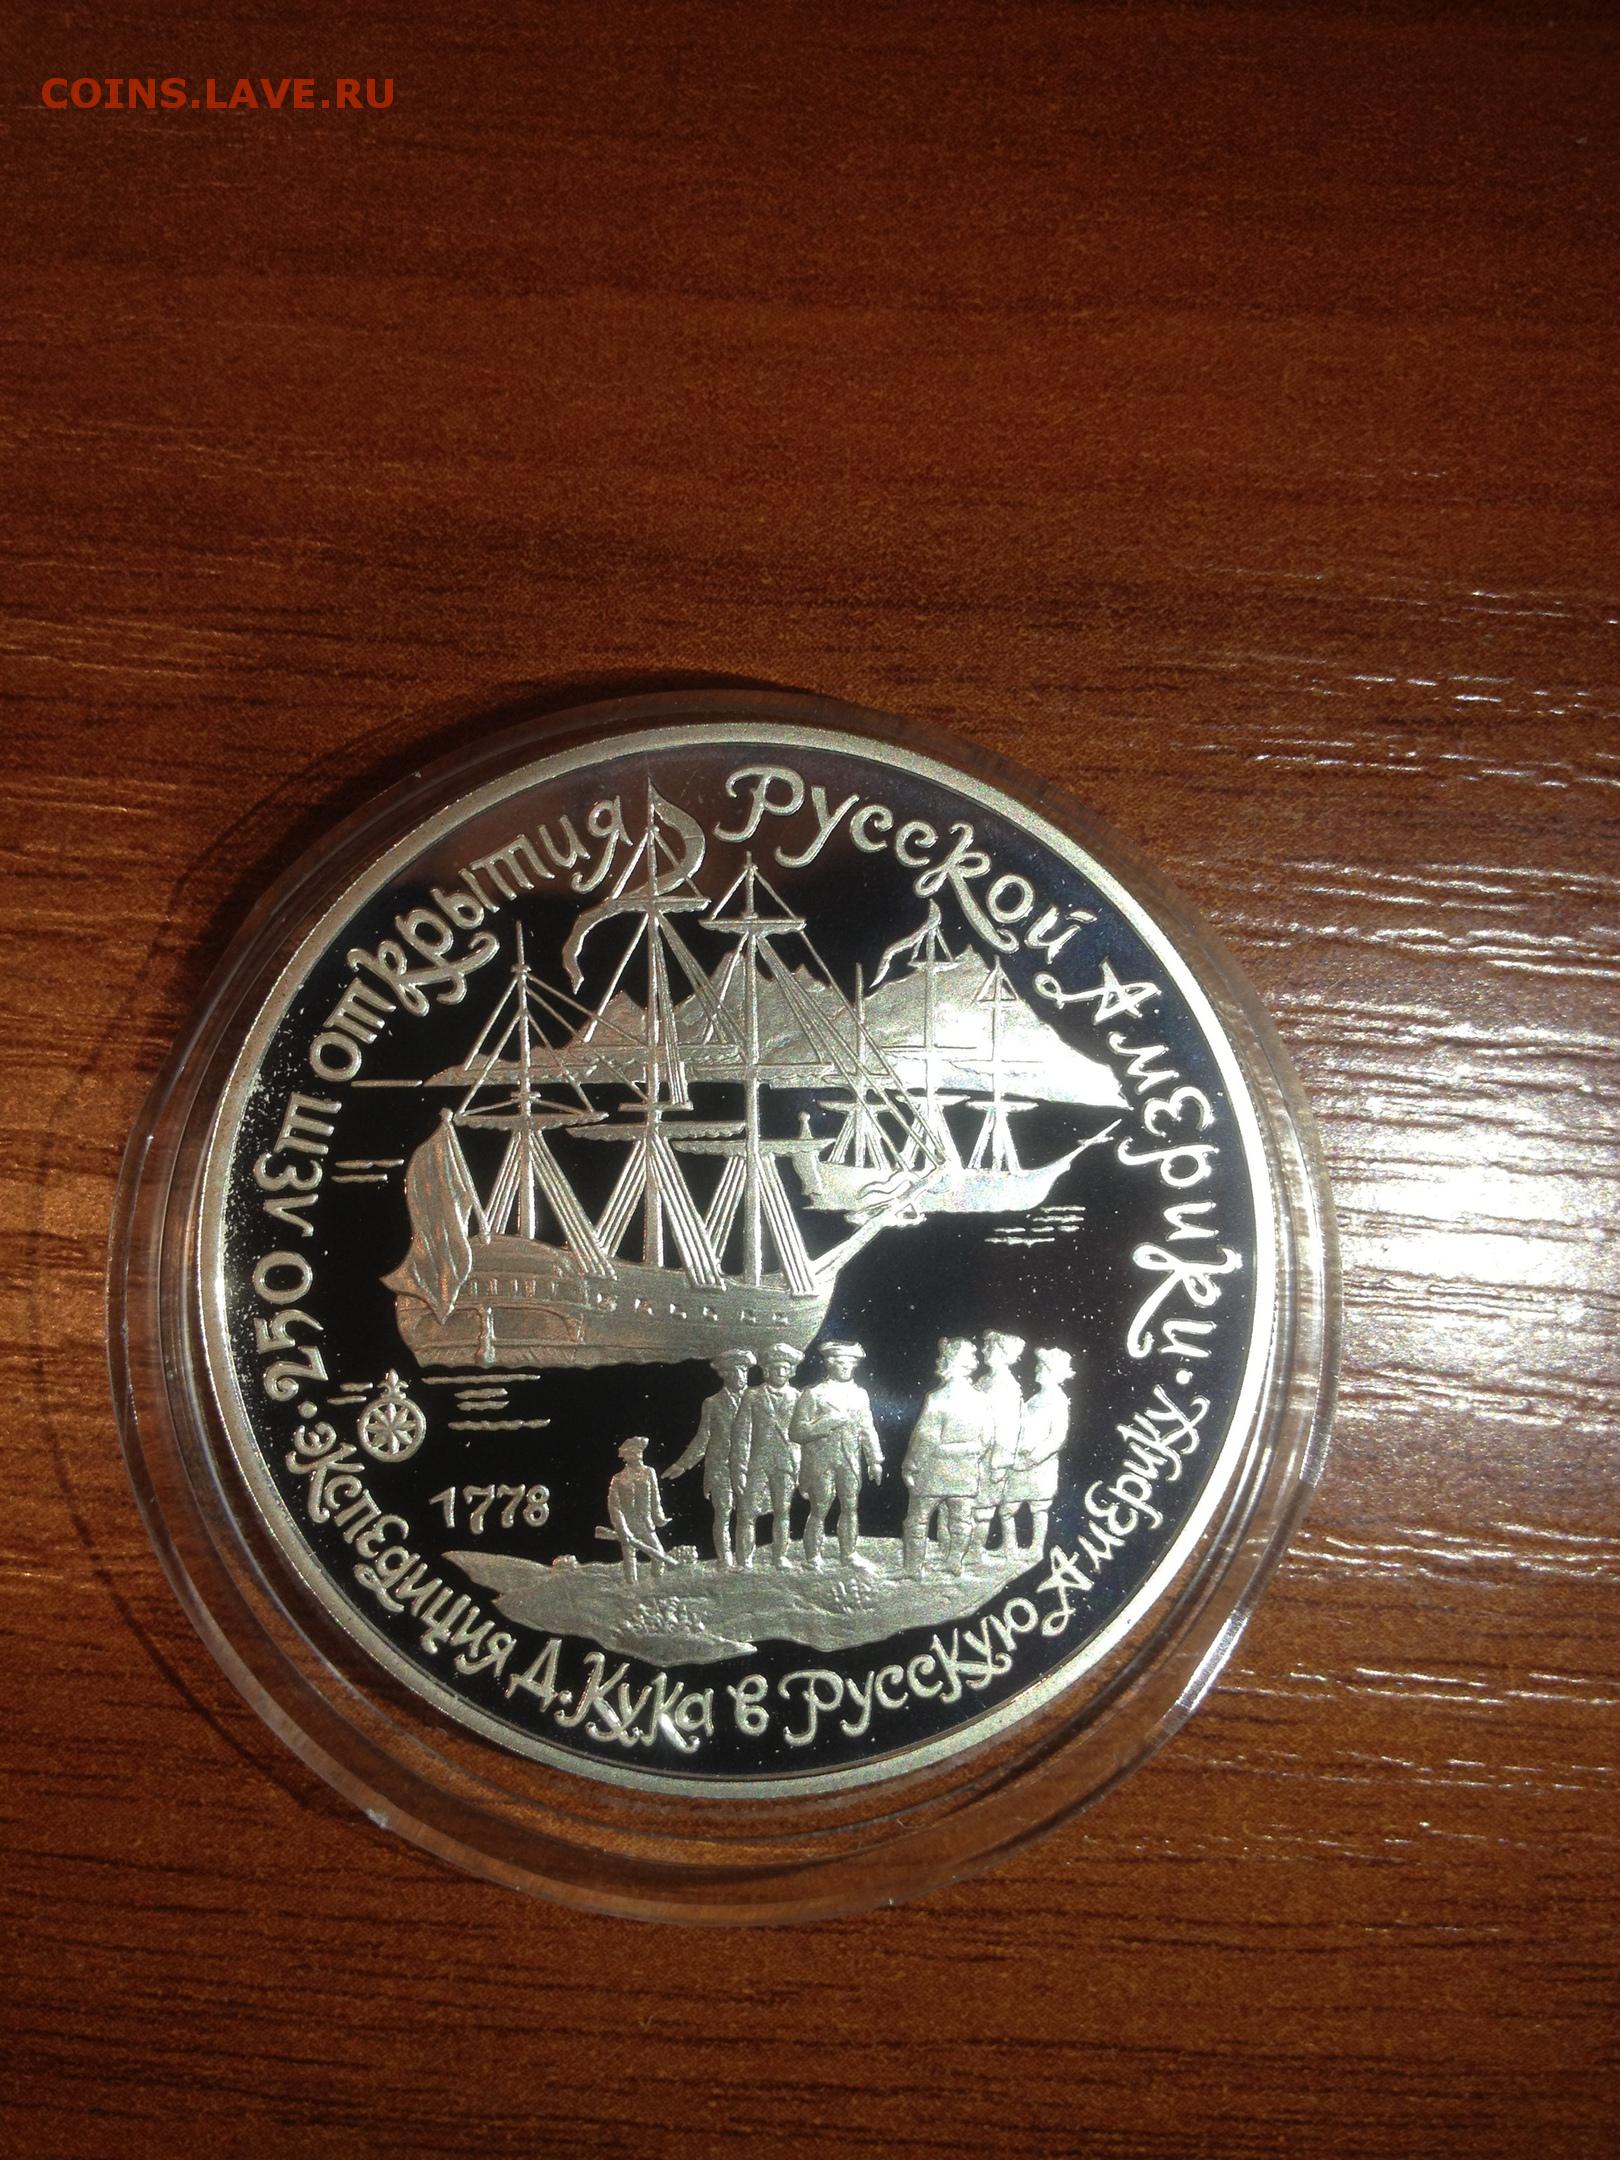 COINS.LAVE.RU
250 лет открытия Русской Америки
экспедиция Д.Кука в Русскую Америку
1778